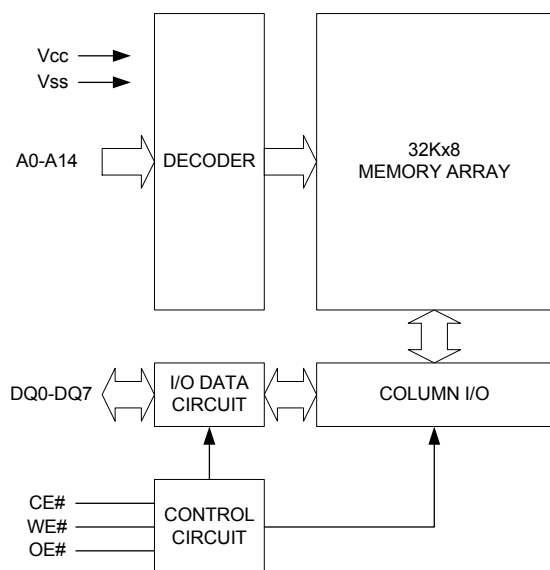 Vcc
Vss
A0-A14
DECODER
32Kx8
MEMORY ARRAY
DQ0-DQ7
I/O DATA
CIRCUIT
COLUMN I/O
CE#
WE#
OE#
CONTROL
CIRCUIT